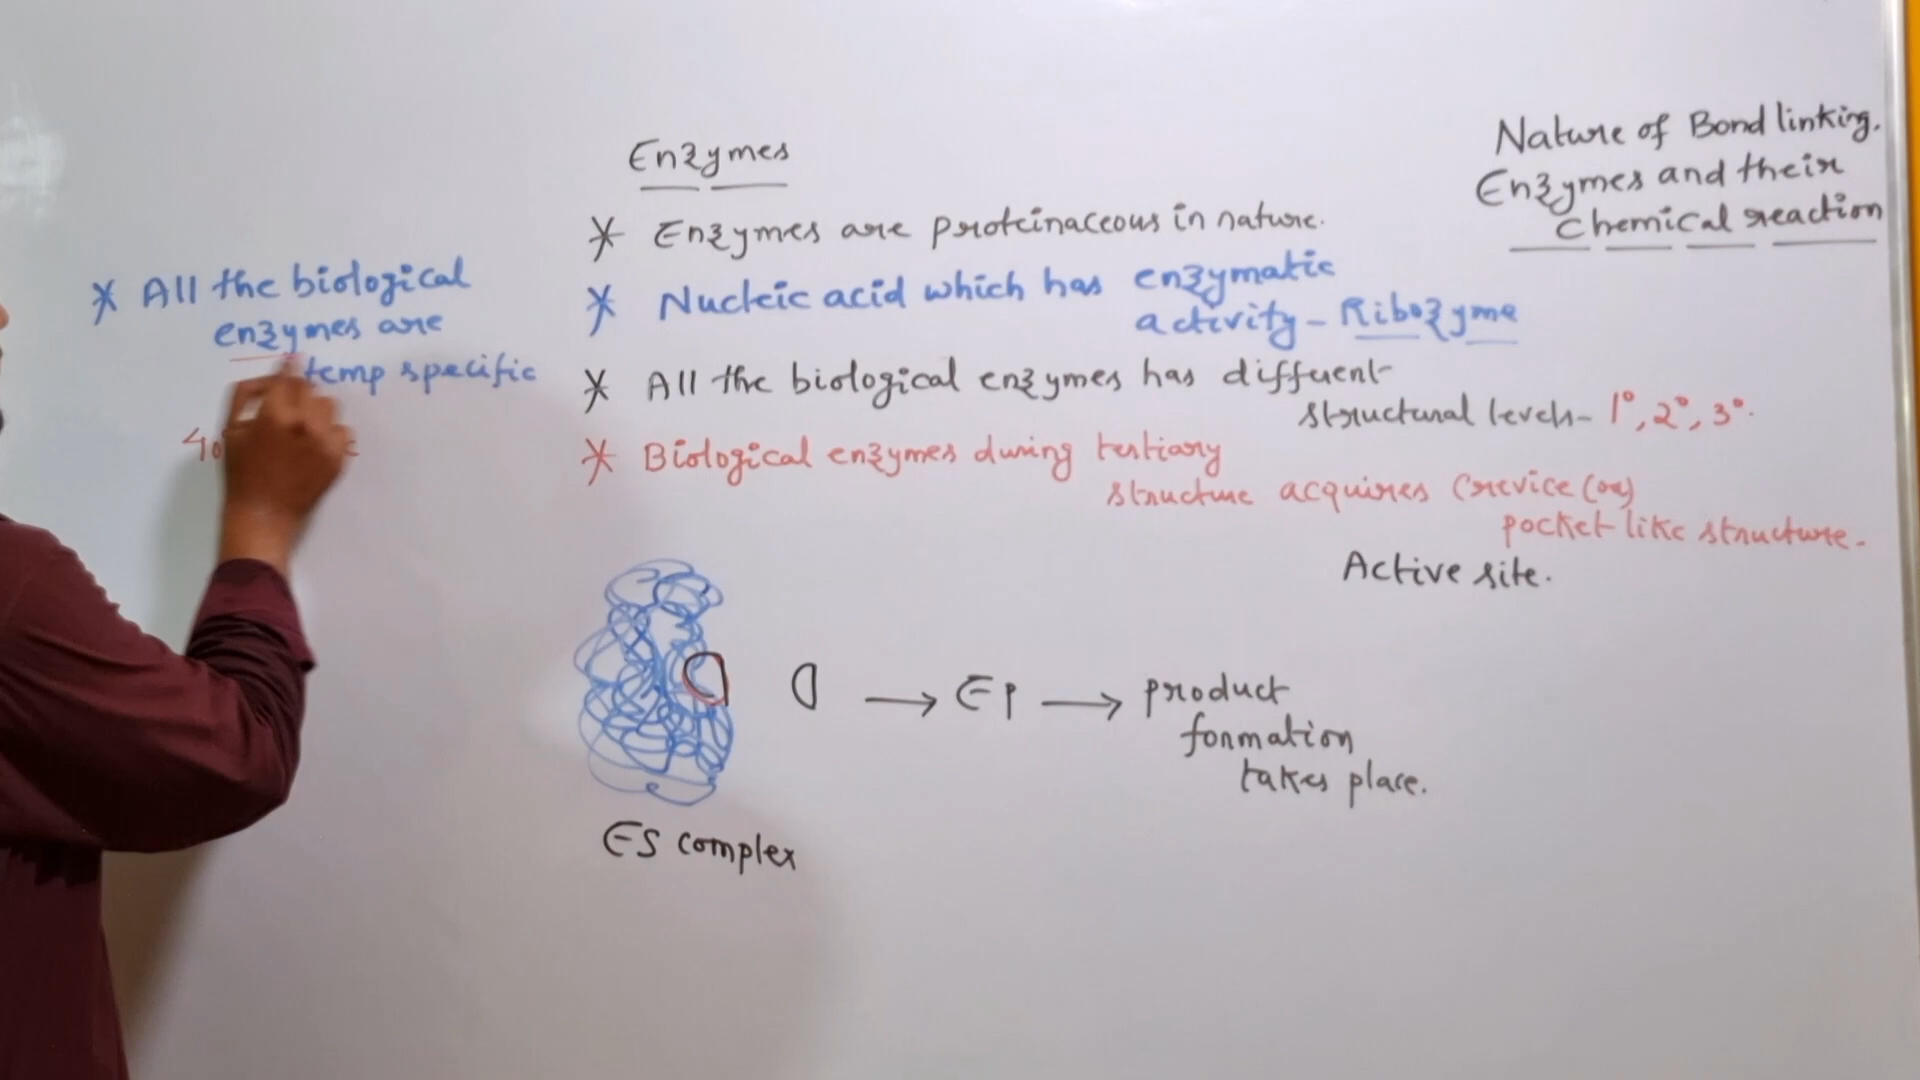 Nature of Bond linking.
Enzymes and their
chemical reaction
Enzymes
* Enzymes are proteinaceous in nature.
* Nucleic acid which has enzymatic
activity - Ribozyme
* All the biological enzymes has different
structural levels - 1°, 2°, 3°.
* Biological enzymes during tertiary
structure acquires Crevice (or)
pocket like structure.
Active site.
* All the biological
enzymes are
temp specific
40
→ EP → product
formation
takes place.
ES complex